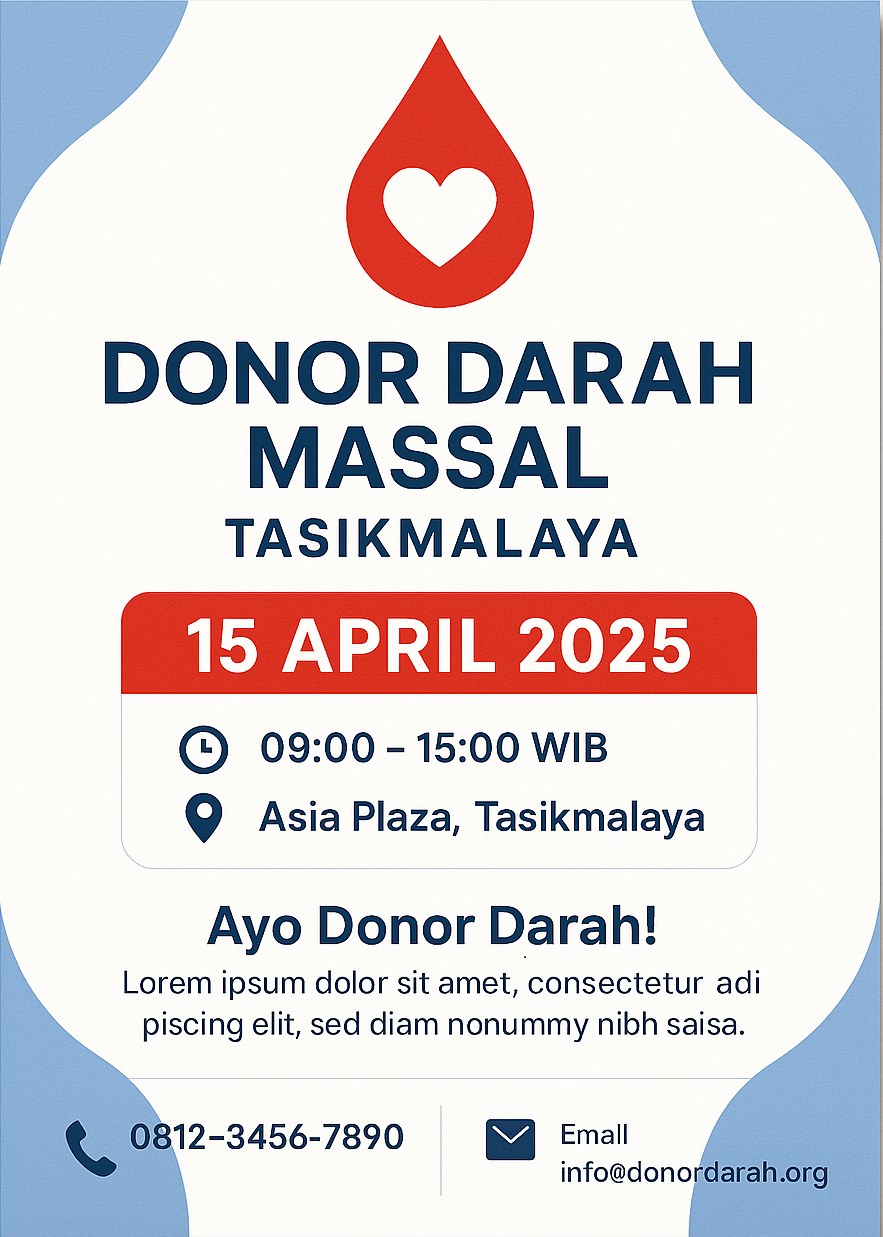 DONOR DARAH
MASSAL
TASIKMALAYA
15 APRIL 2025
09:00 – 15:00 WIB
Asia Plaza, Tasikmalaya
Ayo Donor Darah!
Lorem ipsum dolor sit amet, consectetur adi
piscing elit, sed diam nonummy nibh saisa.
0812–3456-7890
Emall
info@donordarah.org